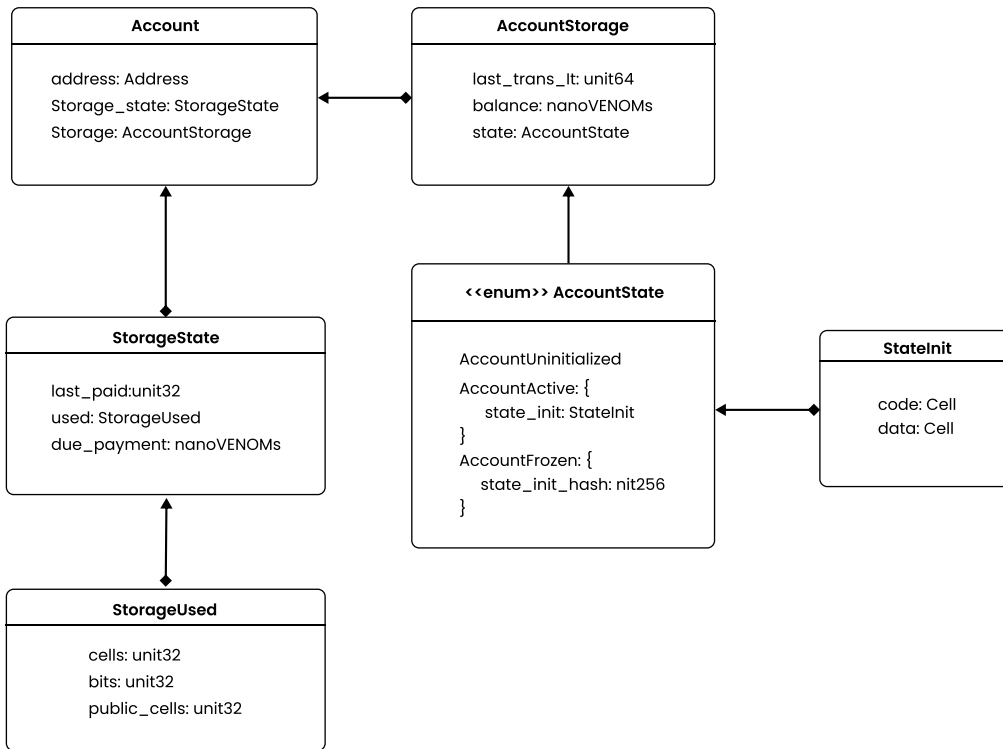 Account
address: Address
Storage_state: StorageState
Storage: AccountStorage
AccountStorage
last_trans_lt: unit64
balance: nanoVENOMs
state: AccountState
<<enum>> AccountState
AccountUninitialized
AccountActive: {
state_init: StateInit
}
AccountFrozen: {
state_init_hash: nit256
}
StateInit
code: Cell
data: Cell
StorageState
last_paid:unit32
used: StorageUsed
due_payment: nanoVENOMs
StorageUsed
cells: unit32
bits: unit32
public_cells: unit32